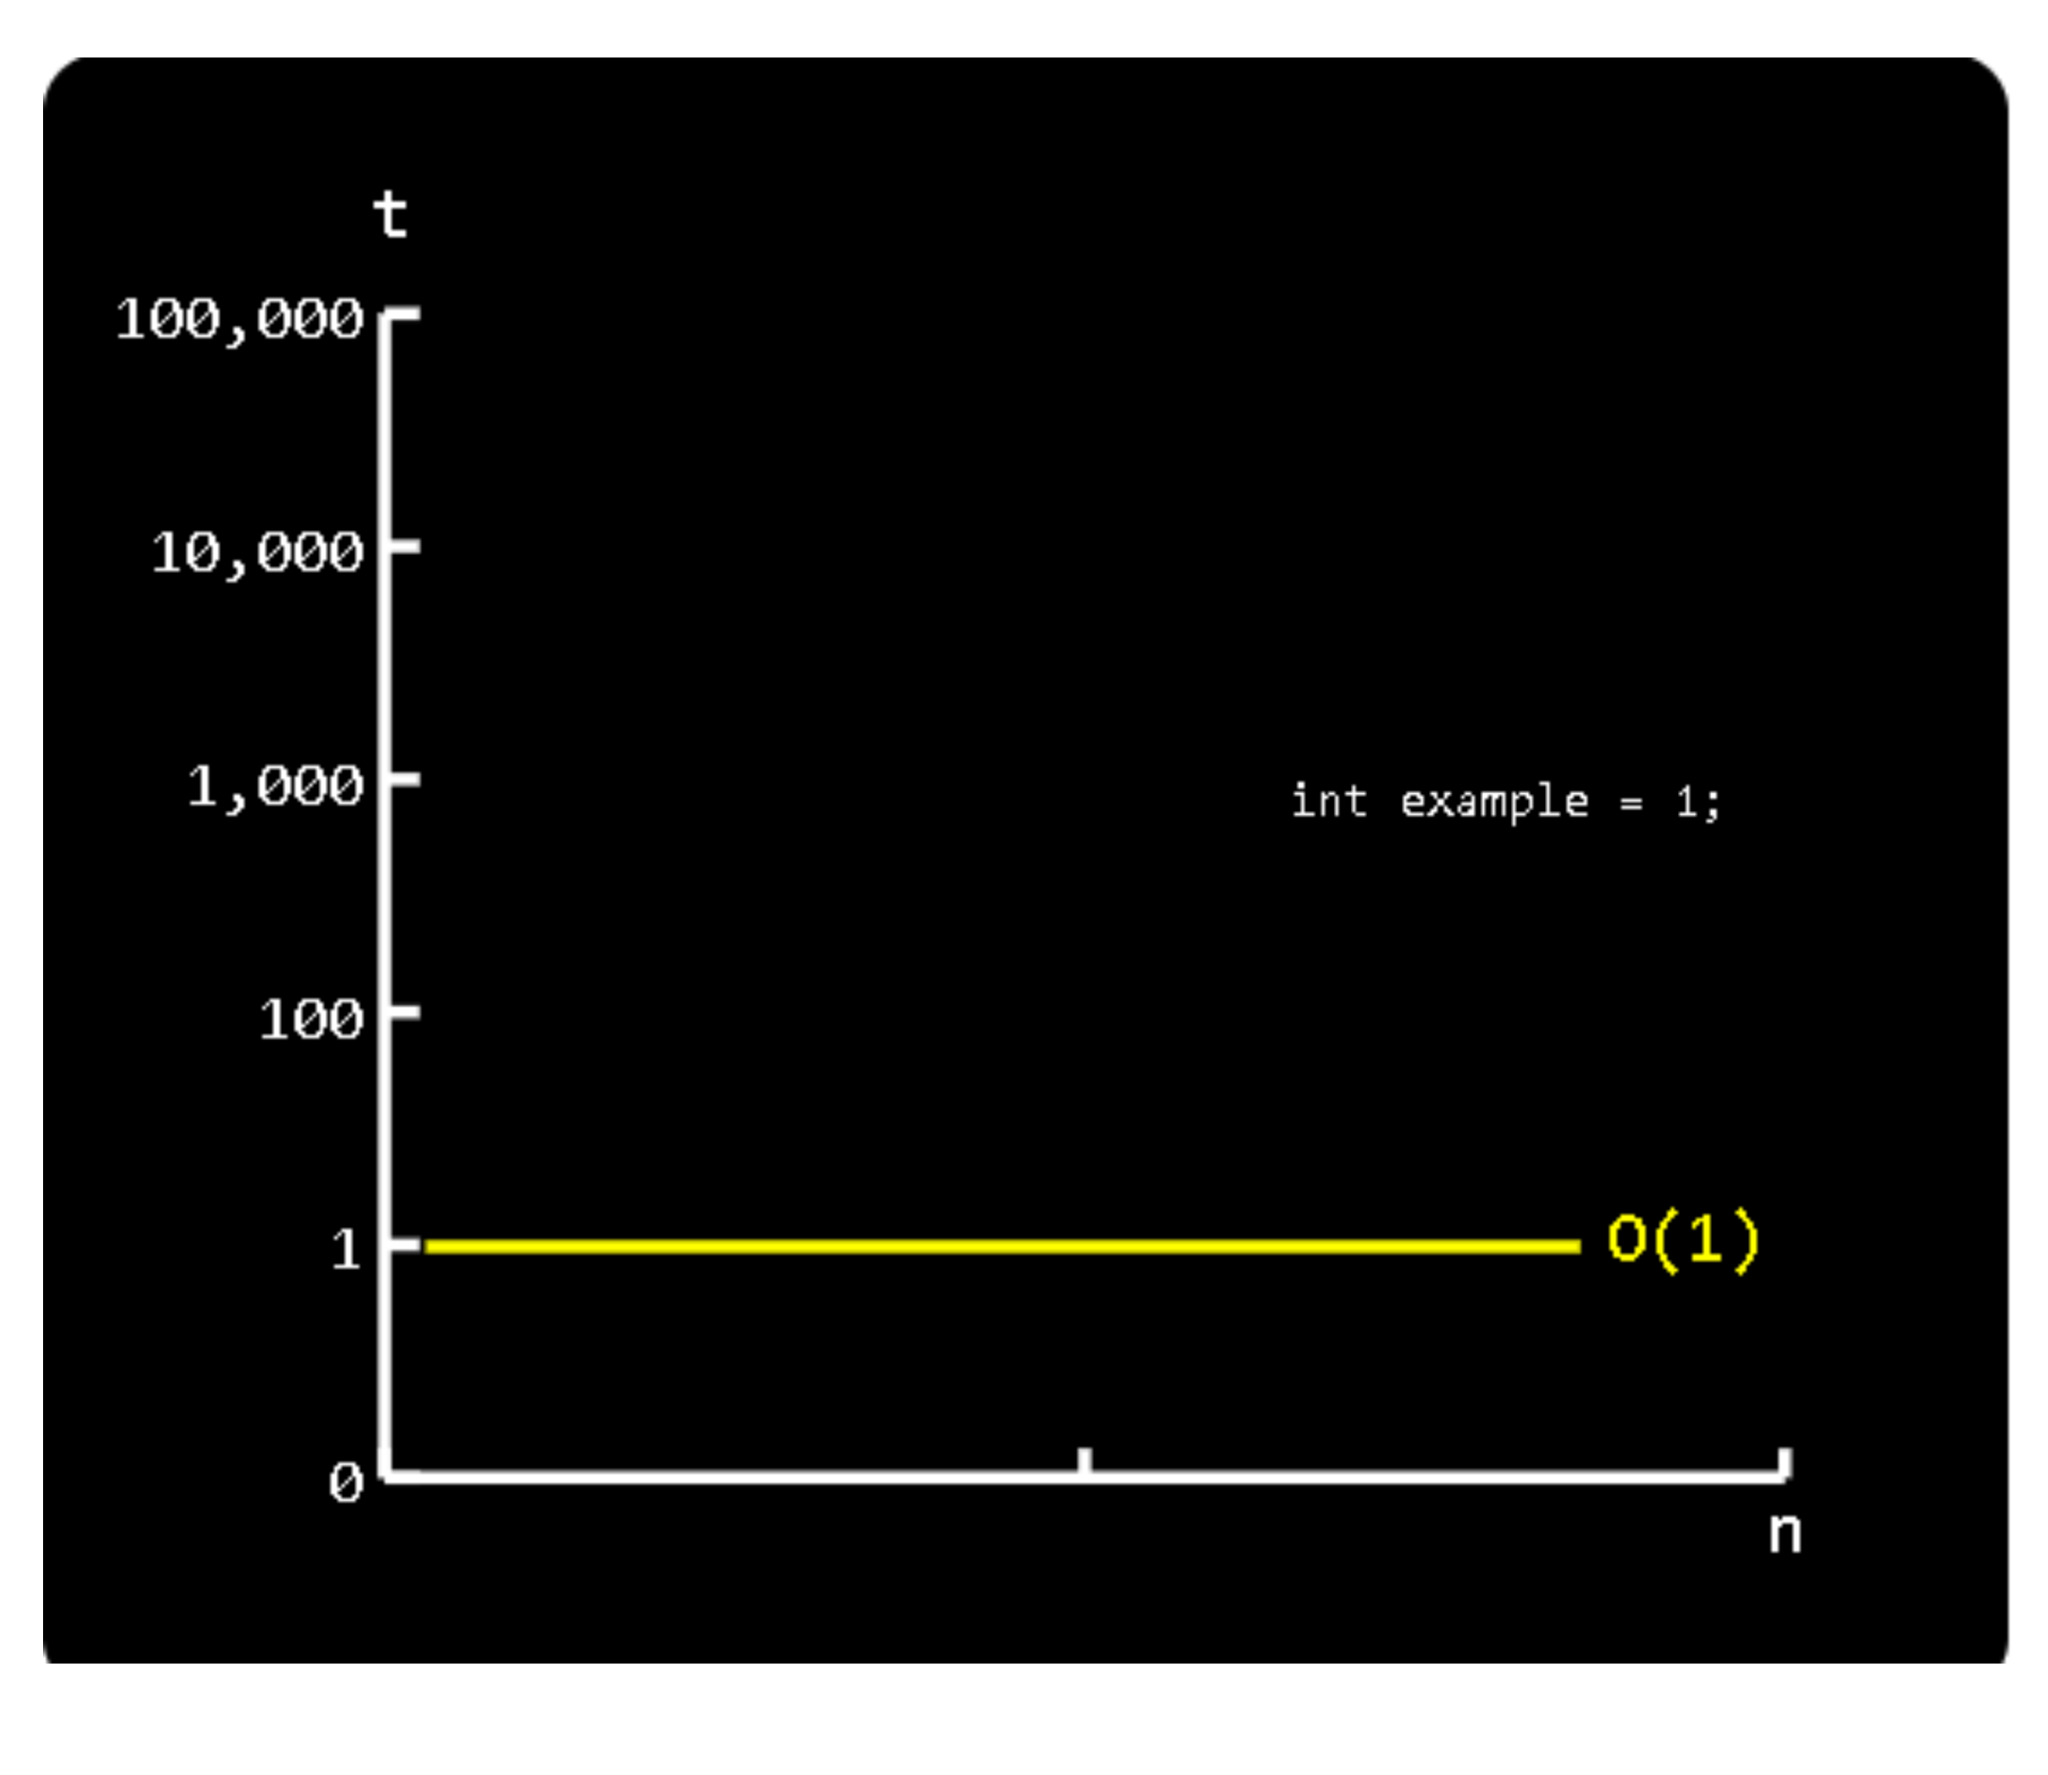 t
100,000
10,000
1,000
int example = 1;
100
1
O(1)
0
n